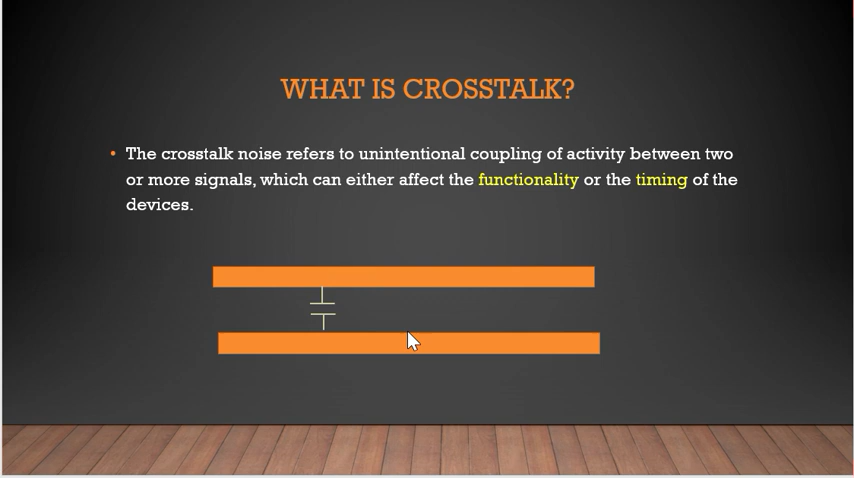 WHAT IS CROSSTALK?
• The crosstalk noise refers to unintentional coupling of activity between two
or more signals, which can either affect the functionality or the timing of the
devices.